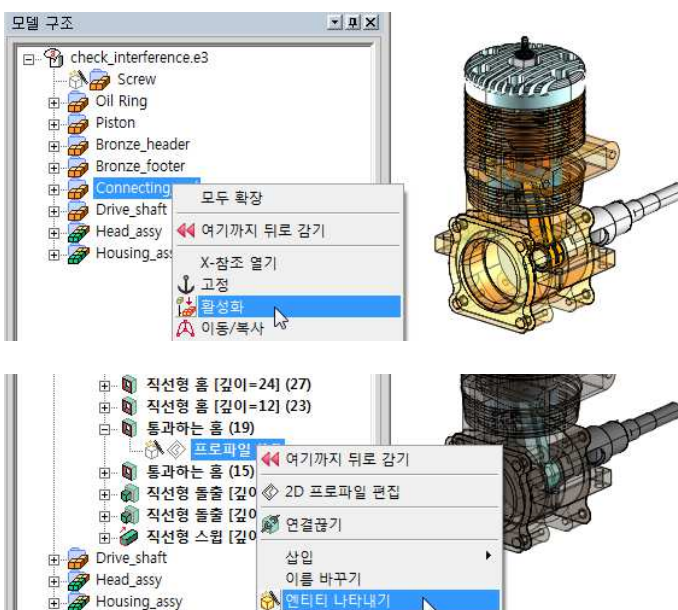 모델 구조
check_interference.e3
Screw
Oil Ring
Piston
Bronze_header
Bronze_footer
Connecting
모두 확장
Drive_shaft
Head_assy
여기까지 뒤로 감기
Housing_ass
X-참조 열기
고정
활성화
이동/복사
직선형 홈 [깊이=24] (27)
직선형 홈 [깊이=12] (23)
통과하는 홈 (19)
프로파일
여기까지 뒤로 감기
통과하는 홈 (15)
직선형 돌출 [깊이
2D 프로파일 편집
직선형 돌출 [깊이
연결끊기
직선형 스윕 [깊이
Drive_shaft
삽입
Head_assy
이름 바꾸기
Housing_assy
엔티티 나타내기